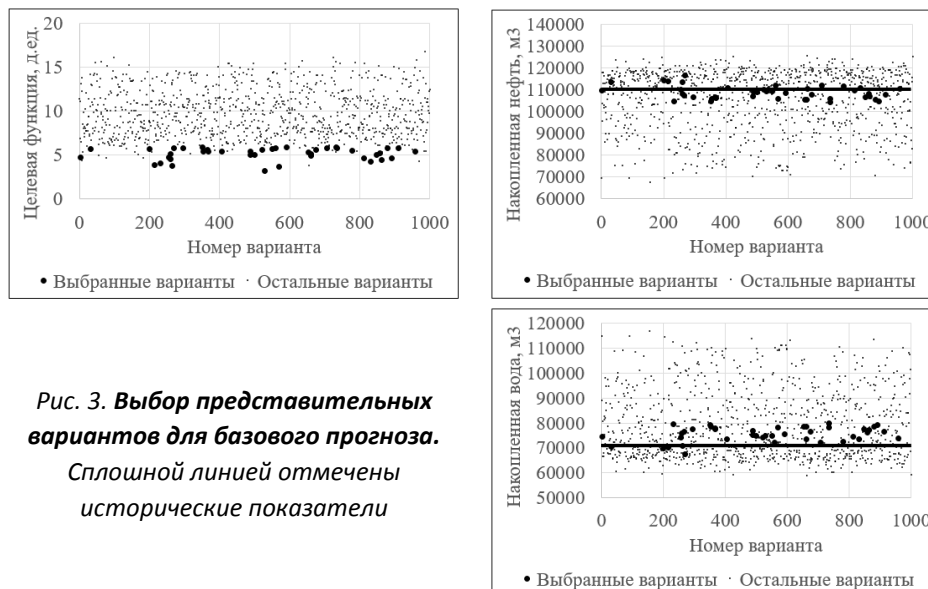 20
15
10
5
0
Целевая функция, д.ед.
0 200 400 600 800 1000
Номер варианта
• Выбранные варианты · Остальные варианты
140000
130000
120000
110000
100000
90000
80000
70000
60000
Накопленная нефть, м3
0 200 400 600 800 1000
Номер варианта
• Выбранные варианты · Остальные варианты
Рис. 3. Выбор представительных
вариантов для базового прогноза.
Сплошной линией отмечены
исторические показатели
120000
110000
100000
90000
80000
70000
60000
50000
Накопленная вода, м3
0 200 400 600 800 1000
Номер варианта
• Выбранные варианты · Остальные варианты